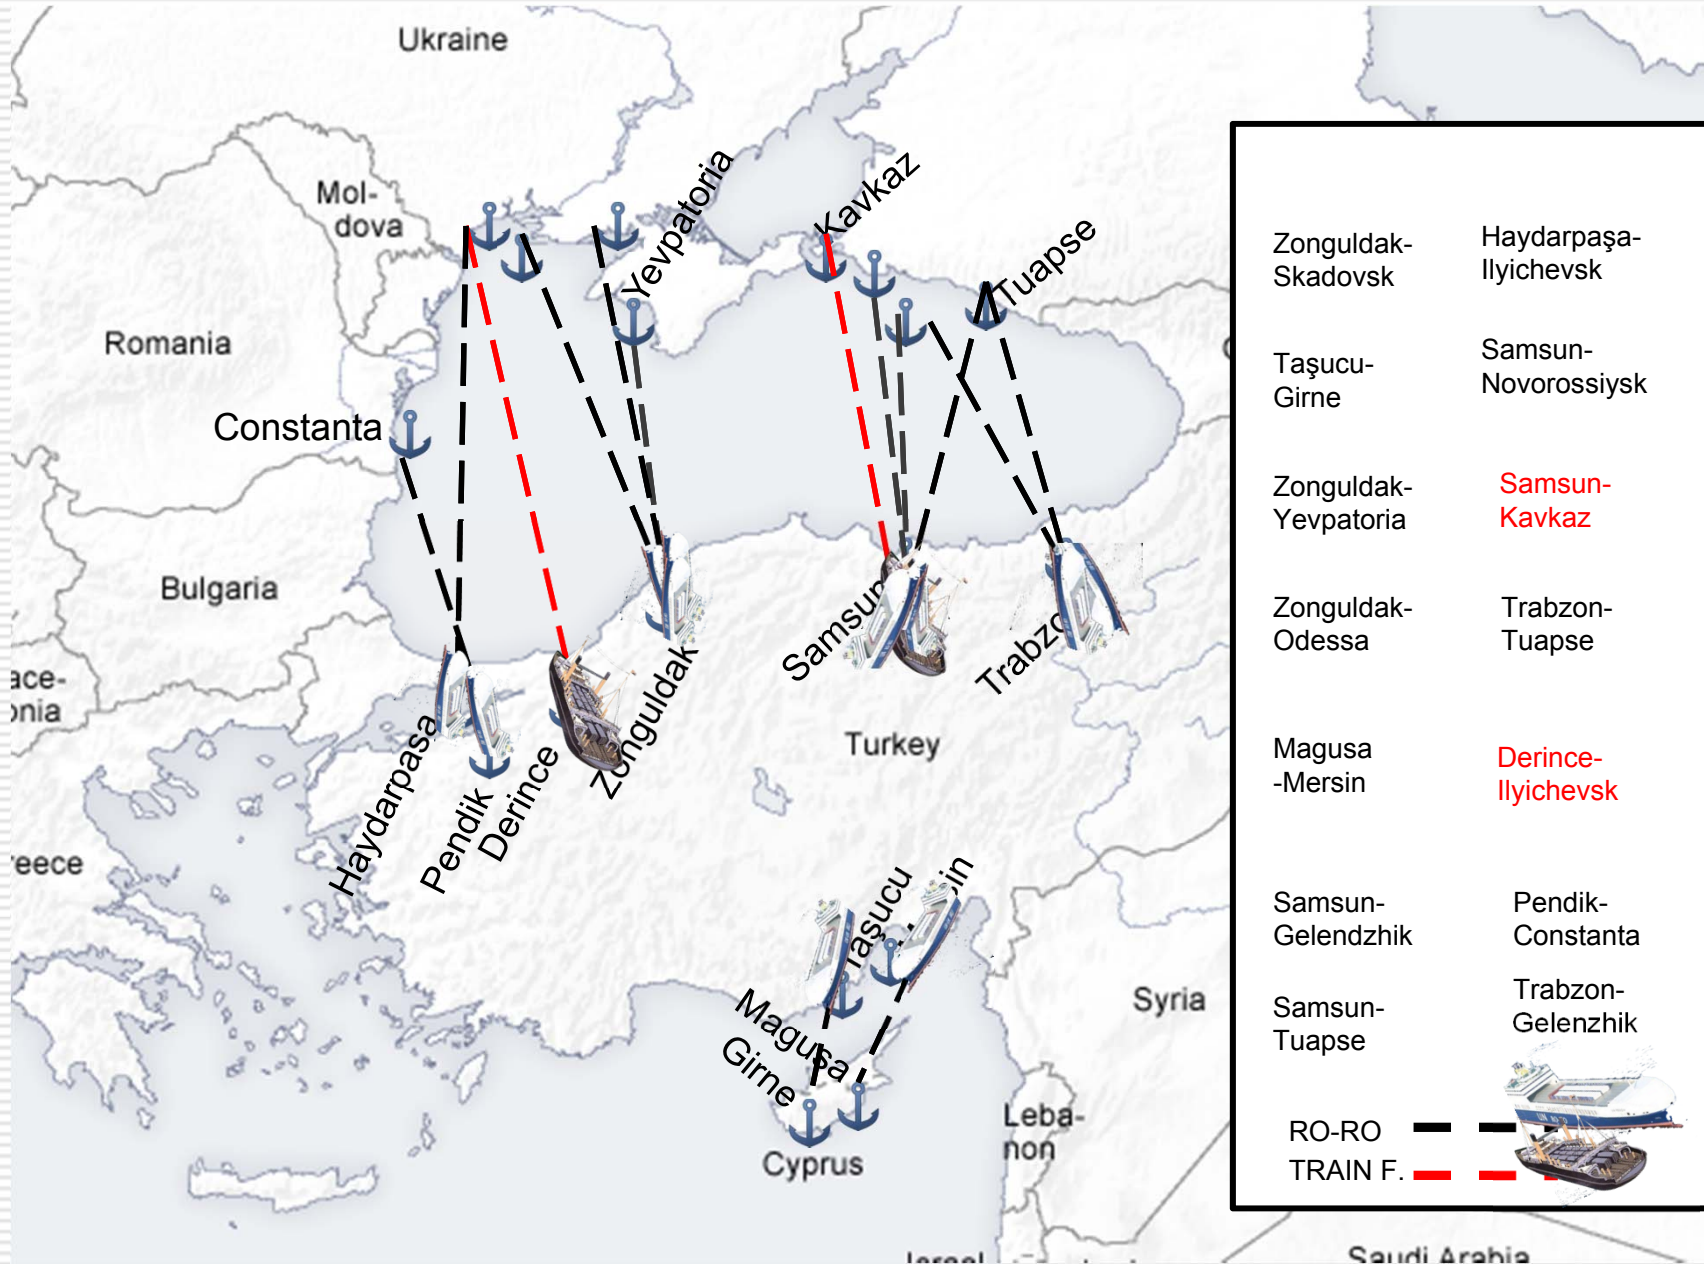 Ukraine
Mol-
dova
Romania
Constanta
Bulgaria
Yevpatoria
Kavkaz
Tuapse
Haydarpasa
Pendik
Derince
Zonguldak
Samsun
Turkey
Taşucu
Magusa
Girne
Cyprus
Syria
Leba-
non
Saudi Arabia
Zonguldak-
Skadovsk
Haydarpaşa-
Ilyichevsk
Taşucu-
Girne
Samsun-
Novorossiysk
Zonguldak-
Yevpatoria
Samsun-
Kavkaz
Zonguldak-
Odessa
Trabzon-
Tuapse
Magusa
-Mersin
Derince-
Ilyichevsk
Samsun-
Gelendzhik
Pendik-
Constanta
Samsun-
Tuapse
Trabzon-
Gelenzhik
RO-RO
TRAIN F.